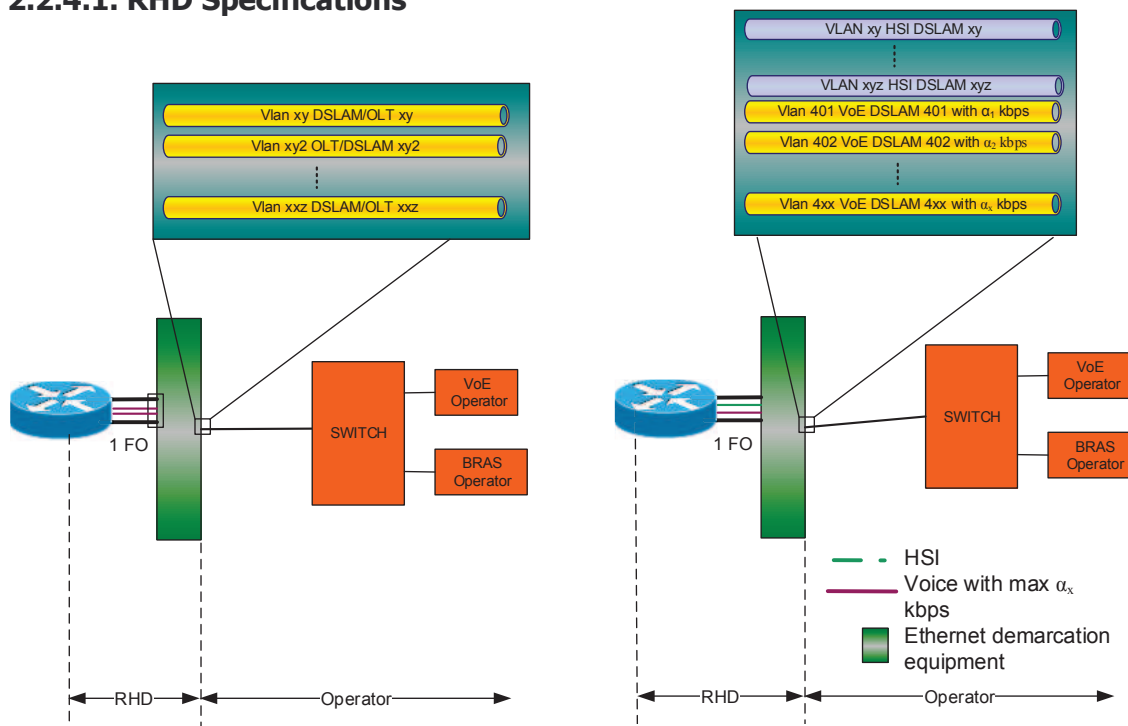 2.2.4.1. RHD Specifications
Vlan xy DSLAM/OLT xy
Vlan xy2 OLT/DSLAM xy2
Vlan xxz DSLAM/OLT xxz
1 FO
SWITCH
VoE
Operator
BRAS
Operator
RHD
Operator
VLAN xy HSI DSLAM xy
VLAN xyz HSI DSLAM xyz
Vlan 401 VoE DSLAM 401 with α₁ kbps
Vlan 402 VoE DSLAM 402 with α₂ kbps
Vlan 4xx VoE DSLAM 4xx with αₓ kbps
1 FO
SWITCH
VoE
Operator
BRAS
Operator
HSI
Voice with max αₓ
kbps
Ethernet demarcation
equipment
RHD
Operator